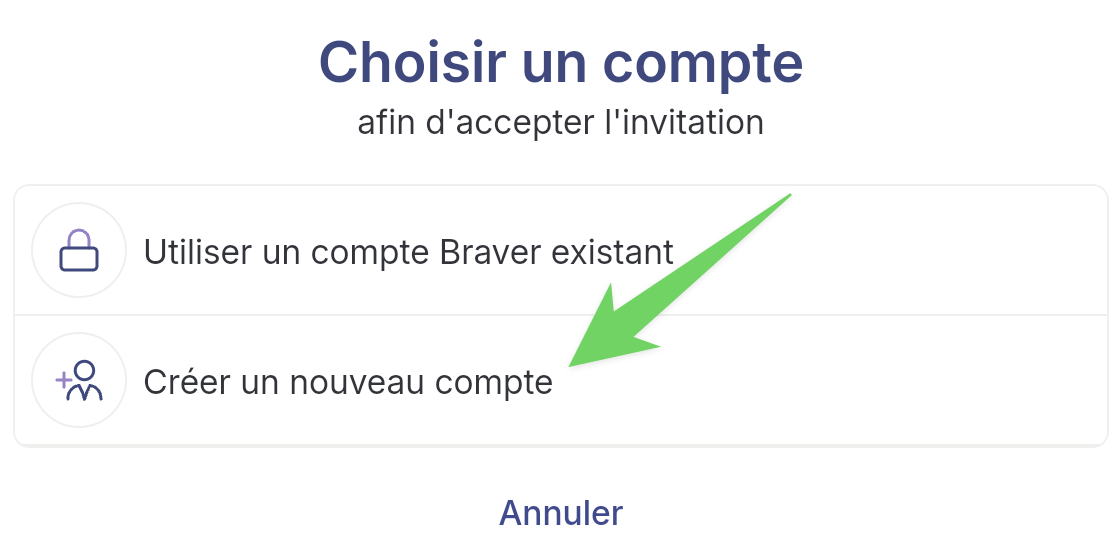 Choisir un compte
afin d'accepter l'invitation
Utiliser un compte Braver existant
Créer un nouveau compte
Annuler